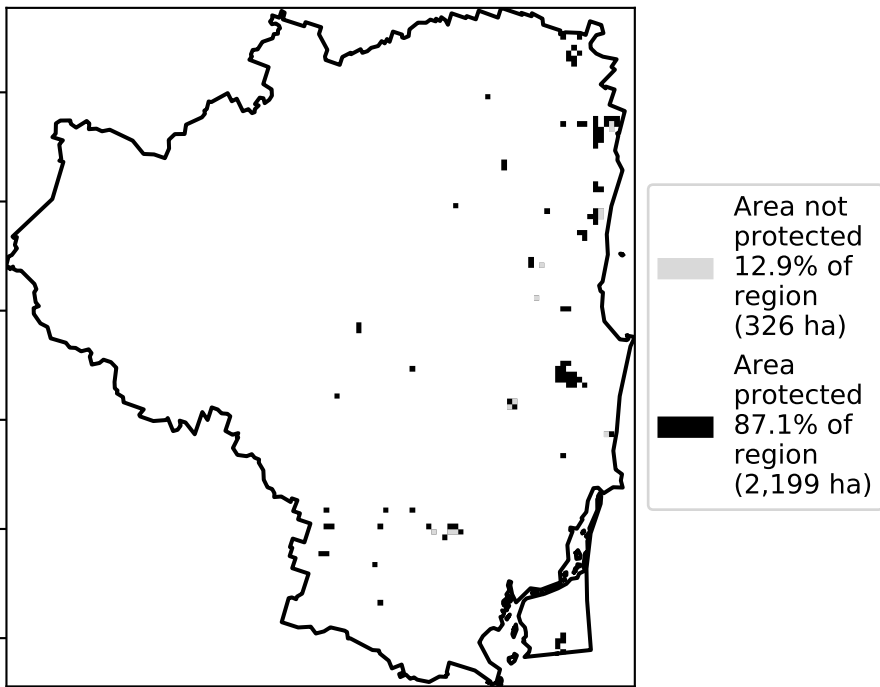 Area not
protected
12.9% of
region
(326 ha)
Area
protected
87.1% of
region
(2,199 ha)